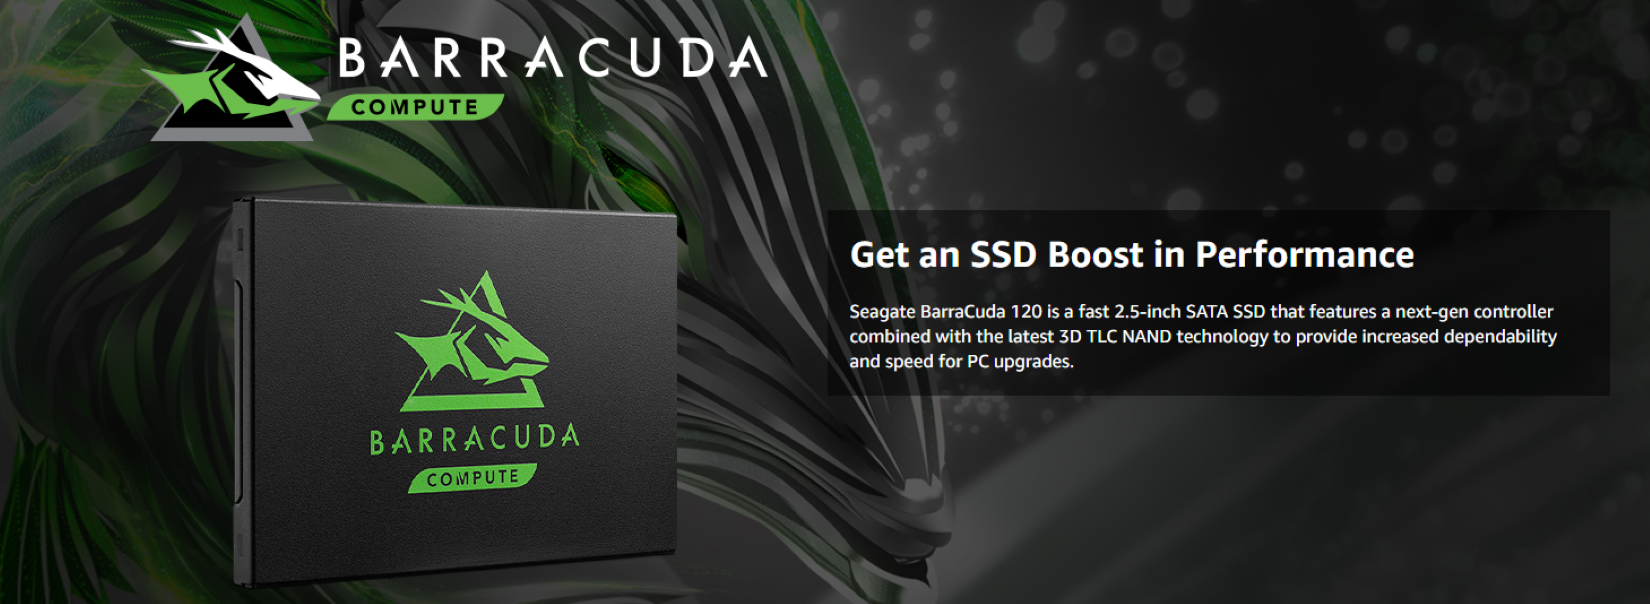 BARRACUDA
COMPUTE
Get an SSD Boost in Performance
Seagate BarraCuda 120 is a fast 2.5-inch SATA SSD that features a next-gen controller
combined with the latest 3D TLC NAND technology to provide increased dependability
and speed for PC upgrades.
BARRACUDA
COMPUTE